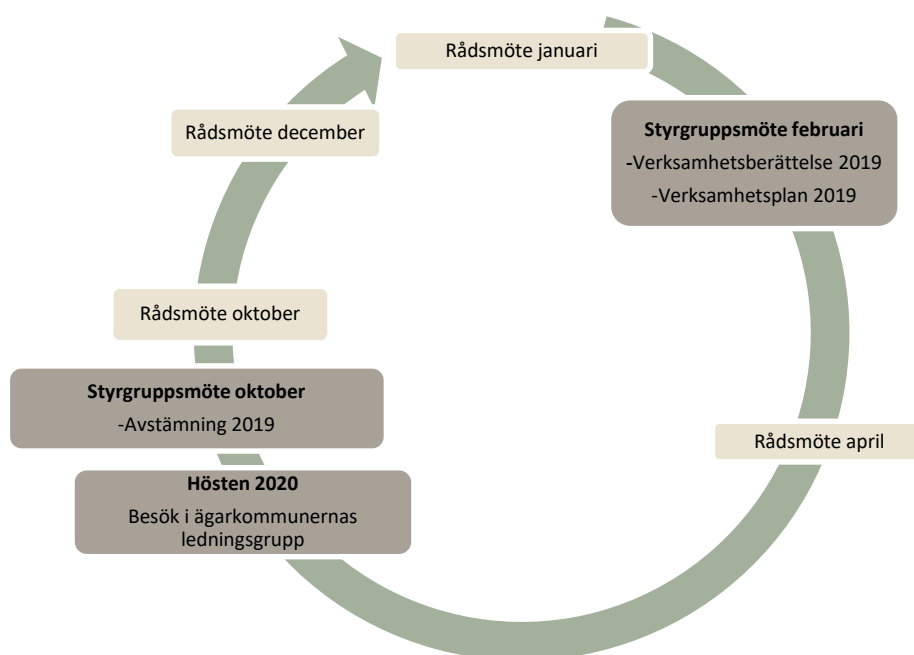 Rådsmöte januari
Styrgruppsmöte februari
-Verksamhetsberättelse 2019
-Verksamhetsplan 2019
Rådsmöte april
Hösten 2020
Besök i ägarkommunernas
ledningsgrupp
Styrgruppsmöte oktober
-Avstämning 2019
Rådsmöte oktober
Rådsmöte december